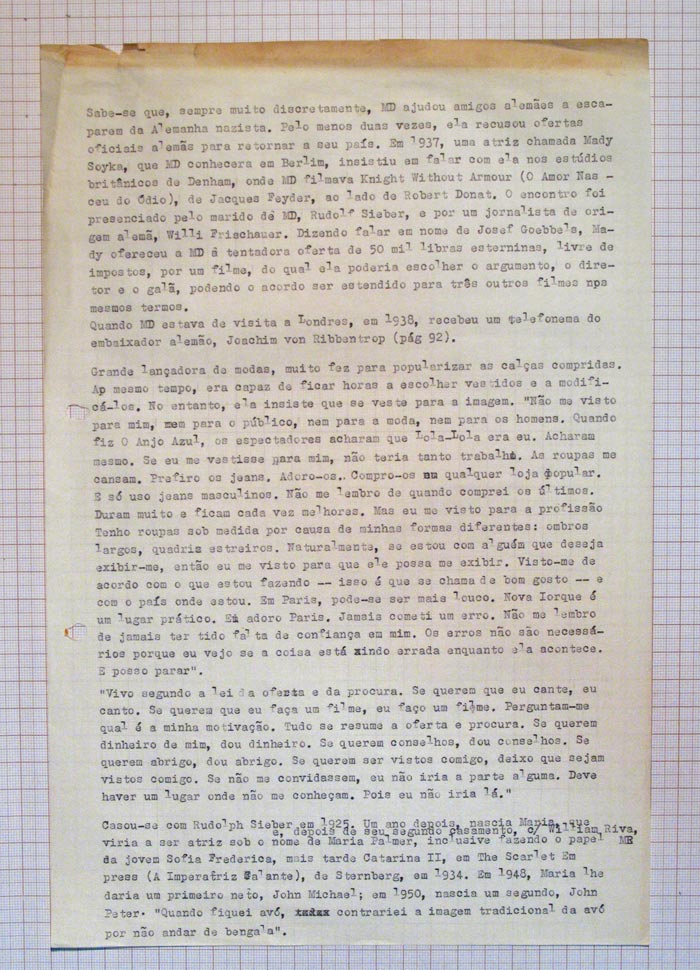 Sabe-se que, sempre muito discretamente, MD ajudou amigos alemães a esca-
parem da Alemanha nazista. Pelo menos duas vezes, ela recusou ofertas
oficiais alemãs para retornar a seu país. Em 1937, uma atriz chamada Mady
Soyka, que MD conhecera em Berlim, insistiu em falar com ela nos estúdios
britânicos de Denham, onde MD filmava Knight Without Armour (O Amor Nas -
ceu do Ódio), de Jacques Feyder, ao lado de Robert Donat. O encontro foi
presenciado pelo marido de MD, Rudolf Sieber, e por um jornalista de ori-
gem alemã, Willi Frischauer. Dizendo falar em nome de Josef Goebbels, Ma-
dy ofereceu a MD a tentadora oferta de 50 mil libras esterninas, livre de
impostos, por um filme, do qual ela poderia escolher o argumento, o dire-
tor e o galã, podendo o acordo ser estendido para três outros filmes nos
mesmos termos.
Quando MD estava de visita a Londres, em 1938, recebeu um telefonema do
embaixador alemão, Joachim von Ribbentrop (pág 92).
Grande lançadora de modas, muito fez para popularizar as calças compridas.
Ap mesmo tempo, era capaz de ficar horas a escolher vestidos e a modifi-
cá-los. No entanto, ela insiste que se veste para a imagem. "Não me visto
para mim, nem para o público, nem para a moda, nem para os homens. Quando
fiz O Anjo Azul, os espectadores acharam que Lola-Lola era eu. Acharam
mesmo. Se eu me vestisse para mim, não teria tanto trabalho. As roupas me
cansam. Prefiro os jeans. Adoro-os. Compro-os em qualquer loja popular.
E só uso jeans masculinos. Não me lembro de quando comprei os últimos.
Duram muito e ficam cada vez melhores. Mas eu me visto para a profissão
Tenho roupas sob medida por causa de minhas formas diferentes: ombros
largos, quadriz estreiros. Naturalmente, se estou com alguém que deseja
exibir-me, então eu me visto para que ele possa me exibir. Visto-me de
acordo com o que estou fazendo -- isso é que se chama de bom gosto -- e
com o país onde estou. Em Paris, pode-se ser mais louco. Nova Iorque é
um lugar prático. Eu adoro Paris. Jamais cometi um erro. Não me lembro
de jamais ter tido falta de confiança em mim. Os erros não são necessá-
rios porque eu vejo se a coisa está indo errada enquanto ela acontece.
E posso parar".
"Vivo segundo a lei da oferta e da procura. Se querem que eu cante, eu
canto. Se querem que eu faça um filme, eu faço um filme. Perguntam-me
qual é a minha motivação. Tudo se resume a oferta e procura. Se querem
dinheiro de mim, dou dinheiro. Se querem conselhos, dou conselhos. Se
querem abrigo, dou abrigo. Se querem ser vistos comigo, deixo que sejam
vistos comigo. Se não me convidassem, eu não iria a parte alguma. Deve
haver um lugar onde não me conheçam. Pois eu não iria lá."
Casou-se com Rudolph Sieber em 1925. Um ano depois, nascia Maria, que
e, depois de seu segundo casamento, c/ William Riva,
viria a ser atriz sob o nome de Maria Palmer, inclusive fazendo o papel MR
da jovem Sofia Frederica, mais tarde Catarina II, em The Scarlet Em
press (A Imperatriz Galante), de Sternberg, em 1934. Em 1948, Maria lhe
daria um primeiro neto, John Michael; em 1950, nascia um segundo, John
Peter. "Quando fiquei avó, contrariei a imagem tradicional da avó
por não andar de bengala".